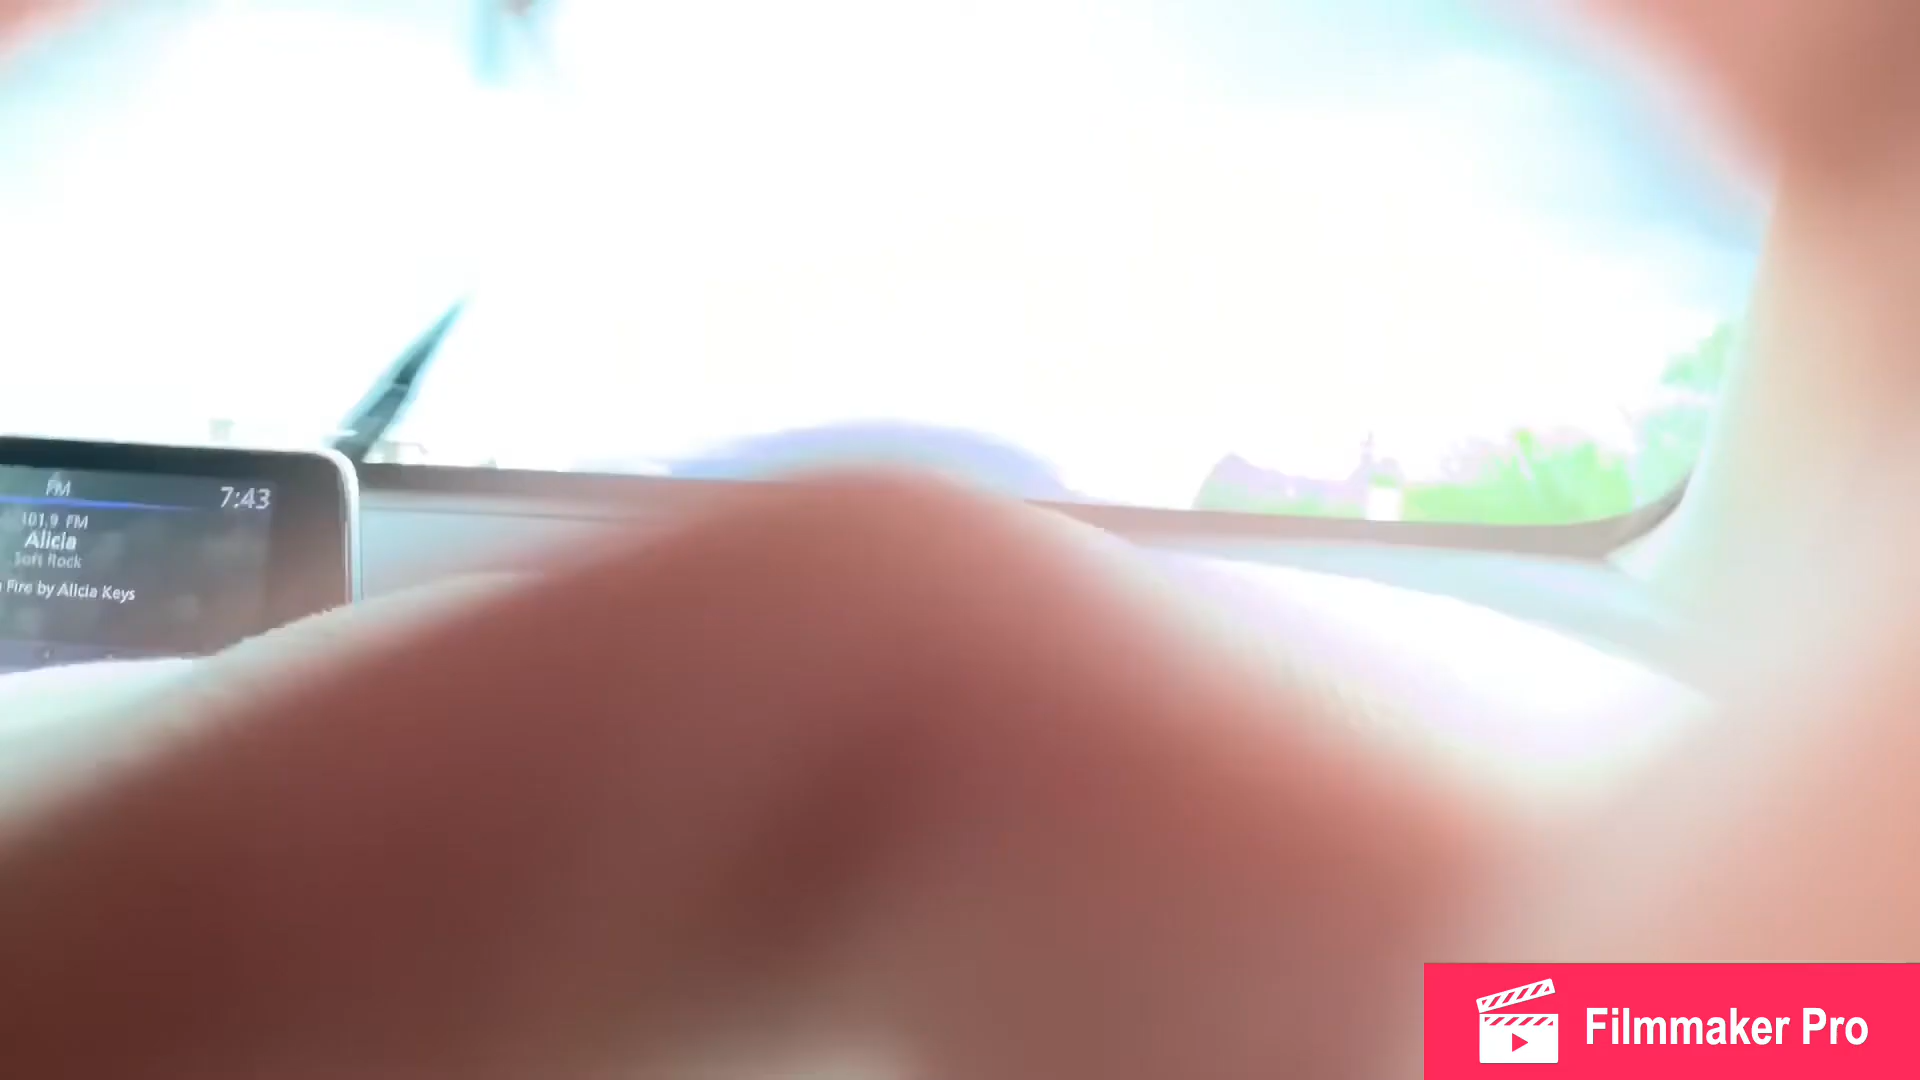 FM
7:43
101.9 FM
Alicia
Soft Rock
Fire by Alicia Keys
Filmmaker Pro